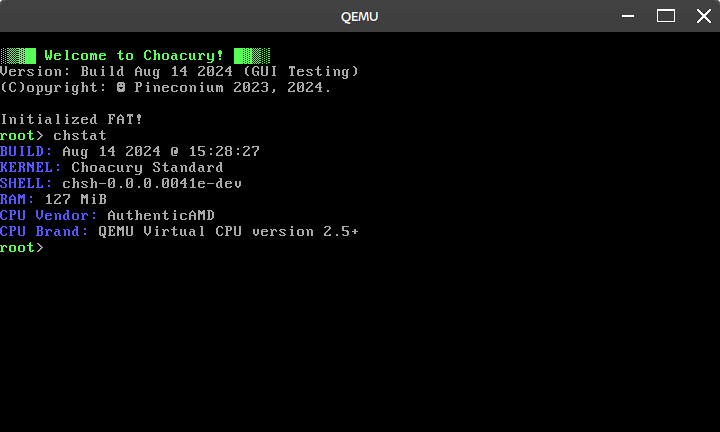 QEMU
░▒▓█ Welcome to Choacury! █▓▒░
Version: Build Aug 14 2024 (GUI Testing)
(C)opyright: Pineconium 2023, 2024.
Initialized FAT!
root> chstat
BUILD: Aug 14 2024 @ 15:28:27
KERNEL: Choacury Standard
SHELL: chsh-0.0.0.0041e-dev
RAM: 127 MiB
CPU Vendor: AuthenticAMD
CPU Brand: QEMU Virtual CPU version 2.5+
root>